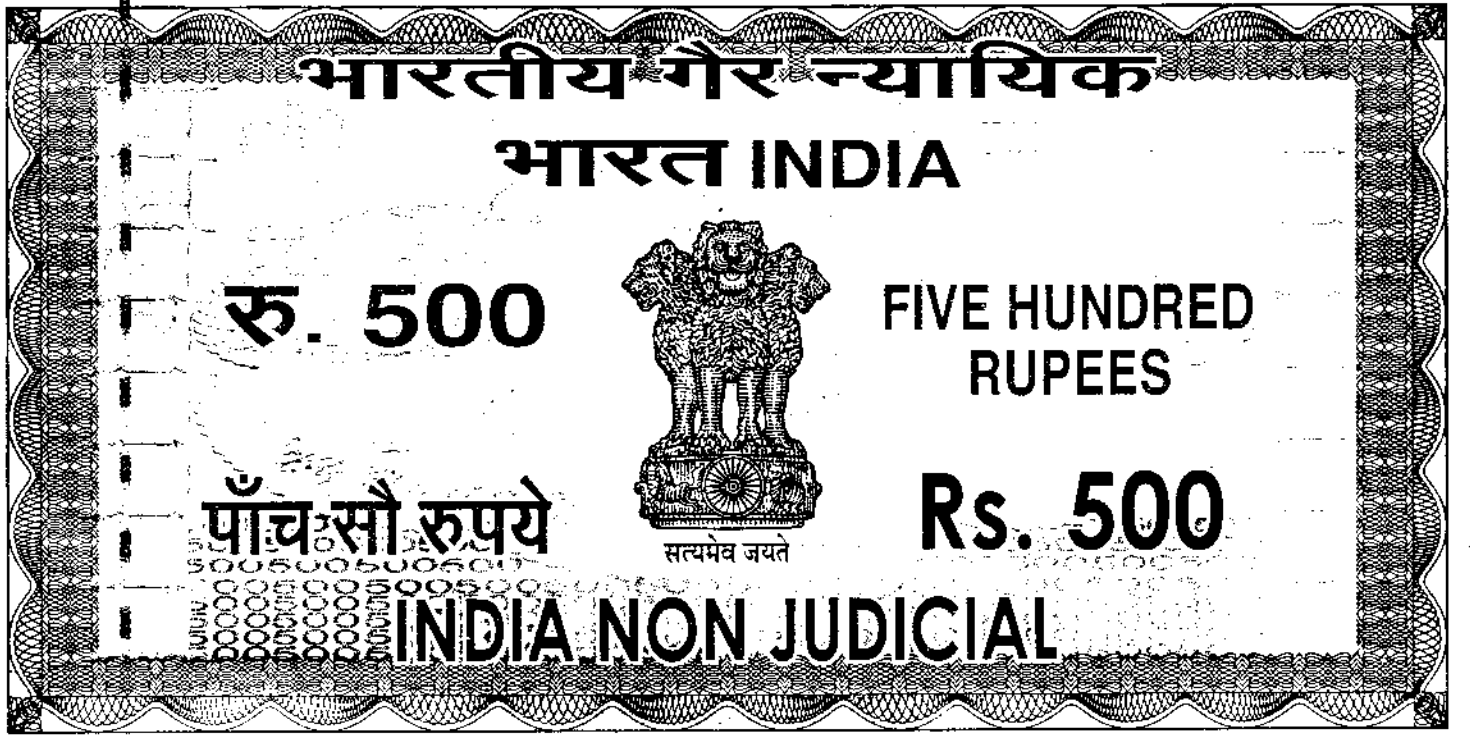 भारतीय गैर न्यायिक
भारत INDIA
रु. 500
FIVE HUNDRED
RUPEES
पाँच सौ रुपये
Rs. 500
सत्यमेव जयते
INDIA NON JUDICIAL